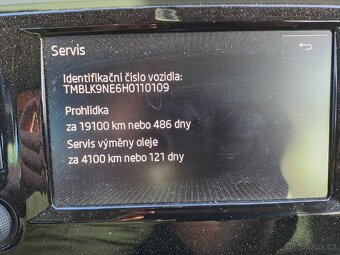 Servis
Identifikační číslo vozidla:
TMBLK9NE6H0110109
Prohlídka
za 19100 km nebo 486 dny
Servis výměny oleje
za 4100 km nebo 121 dny